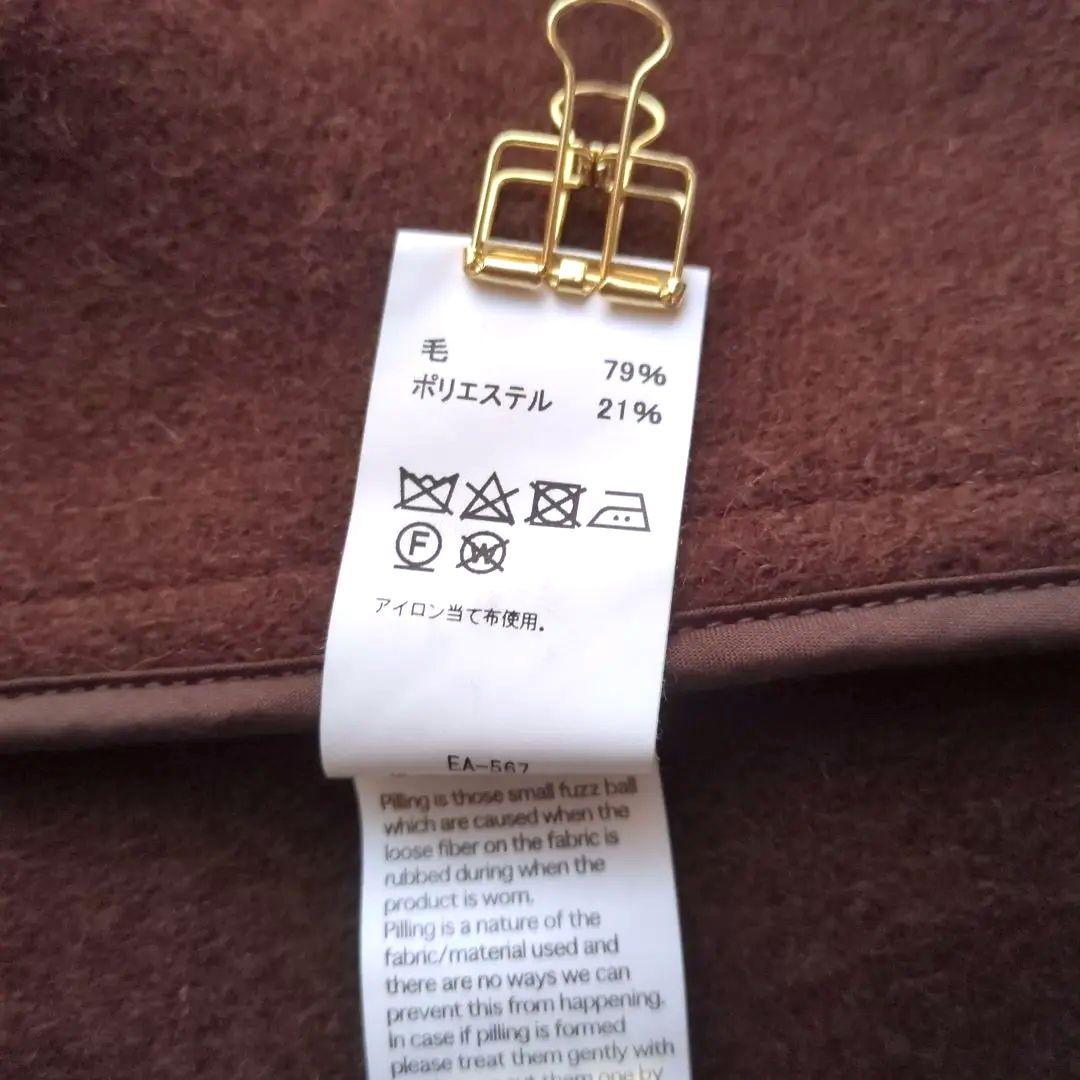 毛 79%
ポリエステル 21%
F W
アイロン当て布使用.
EA-567
Pilling is those small fuzz ball
which are caused when the
loose fiber on the fabric is
rubbed during when the
product is worn.
Pilling is a nature of the
fabric/material used and
there are no ways we can
prevent this from happening.
In case if pilling is formed
please treat them gently with
them one by